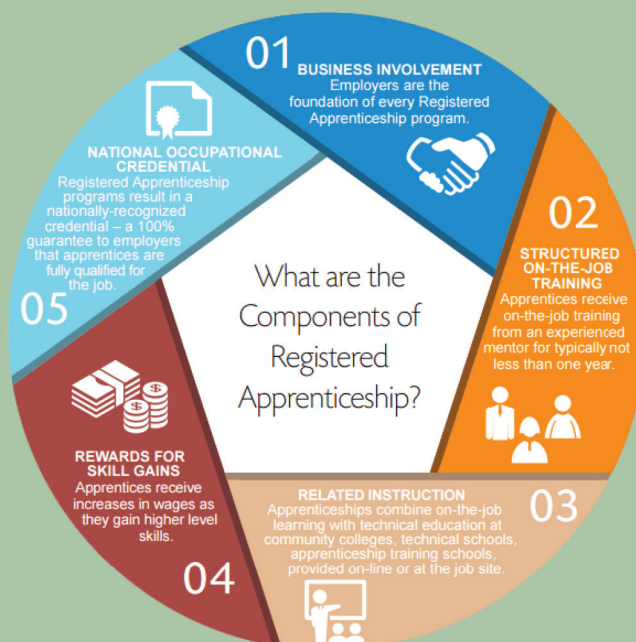 What are the
Components of
Registered
Apprenticeship?
01
BUSINESS INVOLVEMENT
Employers are the
foundation of every Registered
Apprenticeship program.
02
STRUCTURED
ON-THE-JOB
TRAINING
Apprentices receive
on-the-job training
from an experienced
mentor for typically not
less than one year.
03
RELATED INSTRUCTION
Apprenticeships combine on-the-job
learning with technical education at
community colleges, technical schools,
apprenticeship training schools,
provided on-line or at the job site.
04
REWARDS FOR
SKILL GAINS
Apprentices receive
increases in wages as
they gain higher level
skills.
$
$
05
NATIONAL OCCUPATIONAL
CREDENTIAL
Registered Apprenticeship
programs result in a
nationally-recognized
credential – a 100%
guarantee to employers
that apprentices are
fully qualified for
the job.